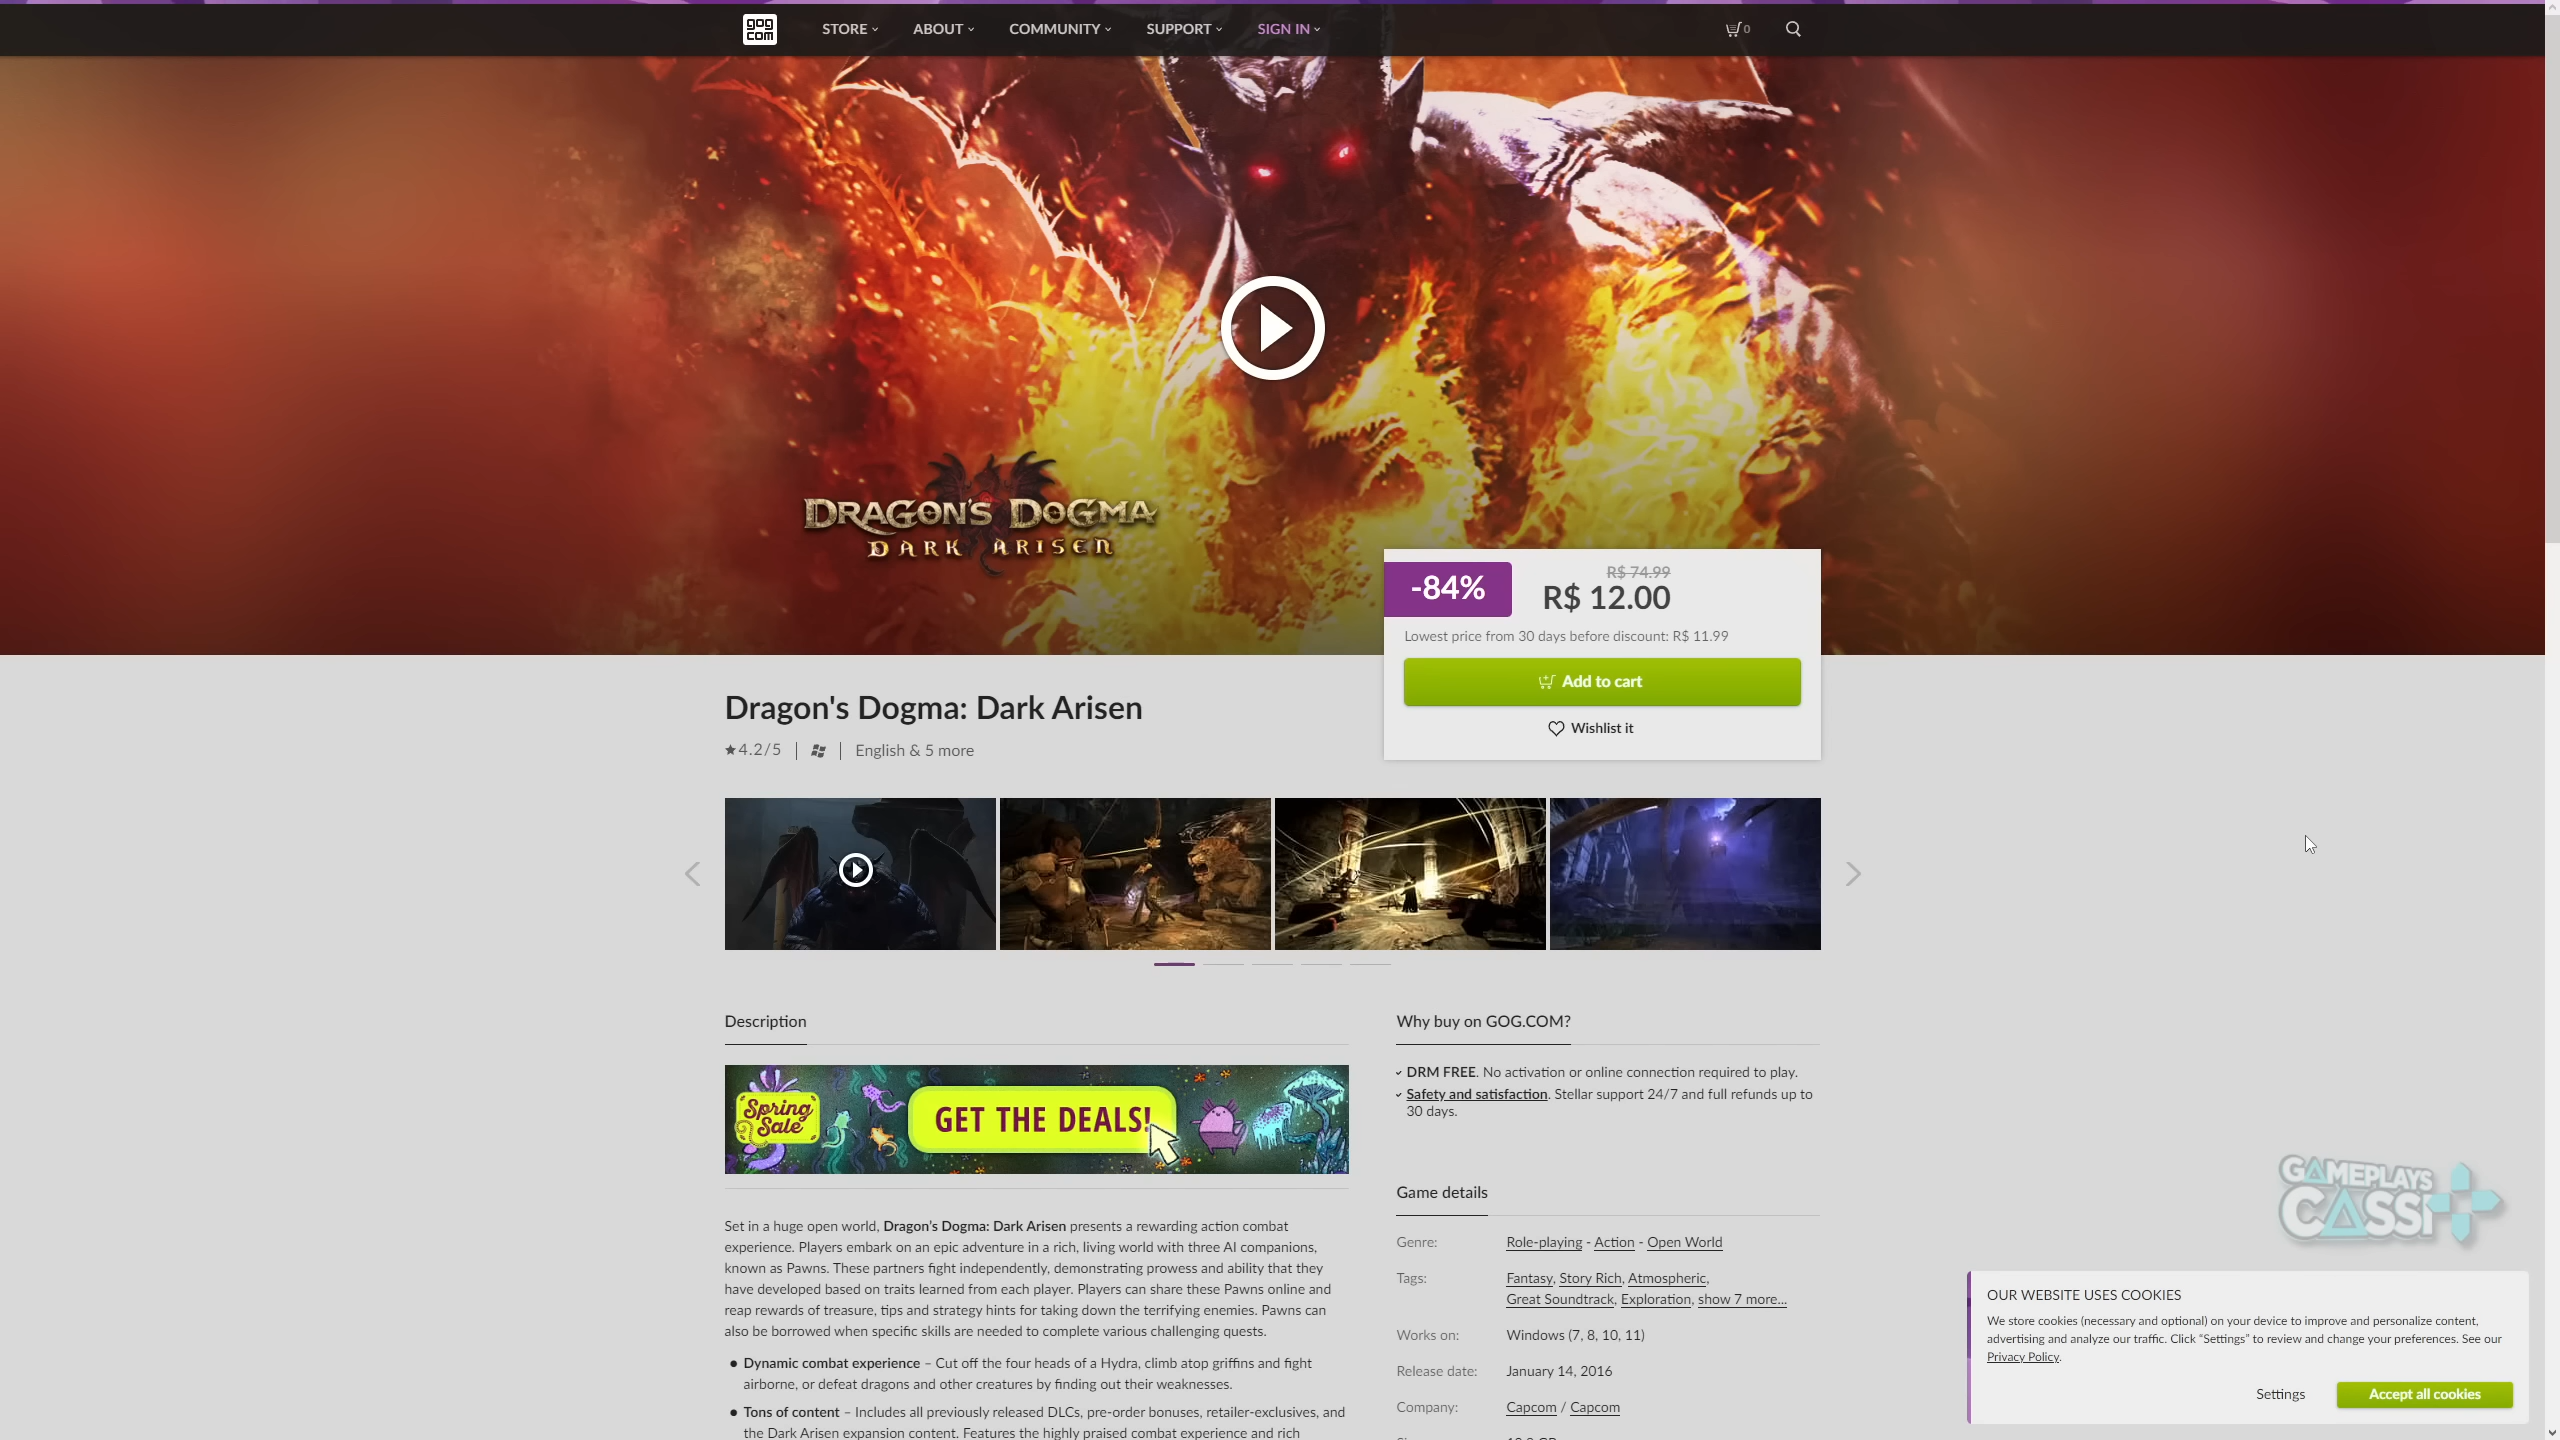 gog
com
STORE
ABOUT
COMMUNITY
SUPPORT
SIGN IN
0
DRAGON'S DOGMA
DARK ARISEN
-84%
R$ 74.99
R$ 12.00
Lowest price from 30 days before discount: R$ 11.99
Add to cart
Wishlist it
Dragon's Dogma: Dark Arisen
4.2/5
English & 5 more
Description
Spring
Sale
GET THE DEALS!
Set in a huge open world, Dragon’s Dogma: Dark Arisen presents a rewarding action combat
experience. Players embark on an epic adventure in a rich, living world with three AI companions,
known as Pawns. These partners fight independently, demonstrating prowess and ability that they
have developed based on traits learned from each player. Players can share these Pawns online and
reap rewards of treasure, tips and strategy hints for taking down the terrifying enemies. Pawns can
also be borrowed when specific skills are needed to complete various challenging quests.
● Dynamic combat experience – Cut off the four heads of a Hydra, climb atop griffins and fight
airborne, or defeat dragons and other creatures by finding out their weaknesses.
● Tons of content – Includes all previously released DLCs, pre-order bonuses, retailer-exclusives, and
the Dark Arisen expansion content. Features the highly praised combat experience and rich
Why buy on GOG.COM?
DRM FREE. No activation or online connection required to play.
Safety and satisfaction. Stellar support 24/7 and full refunds up to
30 days.
Game details
Genre: Role-playing - Action - Open World
Tags: Fantasy, Story Rich, Atmospheric,
Great Soundtrack, Exploration, show 7 more...
Works on: Windows (7, 8, 10, 11)
Release date: January 14, 2016
Company: Capcom / Capcom
GAMEPLAYS
CASSI
OUR WEBSITE USES COOKIES
We store cookies (necessary and optional) on your device to improve and personalize content,
advertising and analyze our traffic. Click “Settings” to review and change your preferences. See our
Privacy Policy.
Settings
Accept all cookies